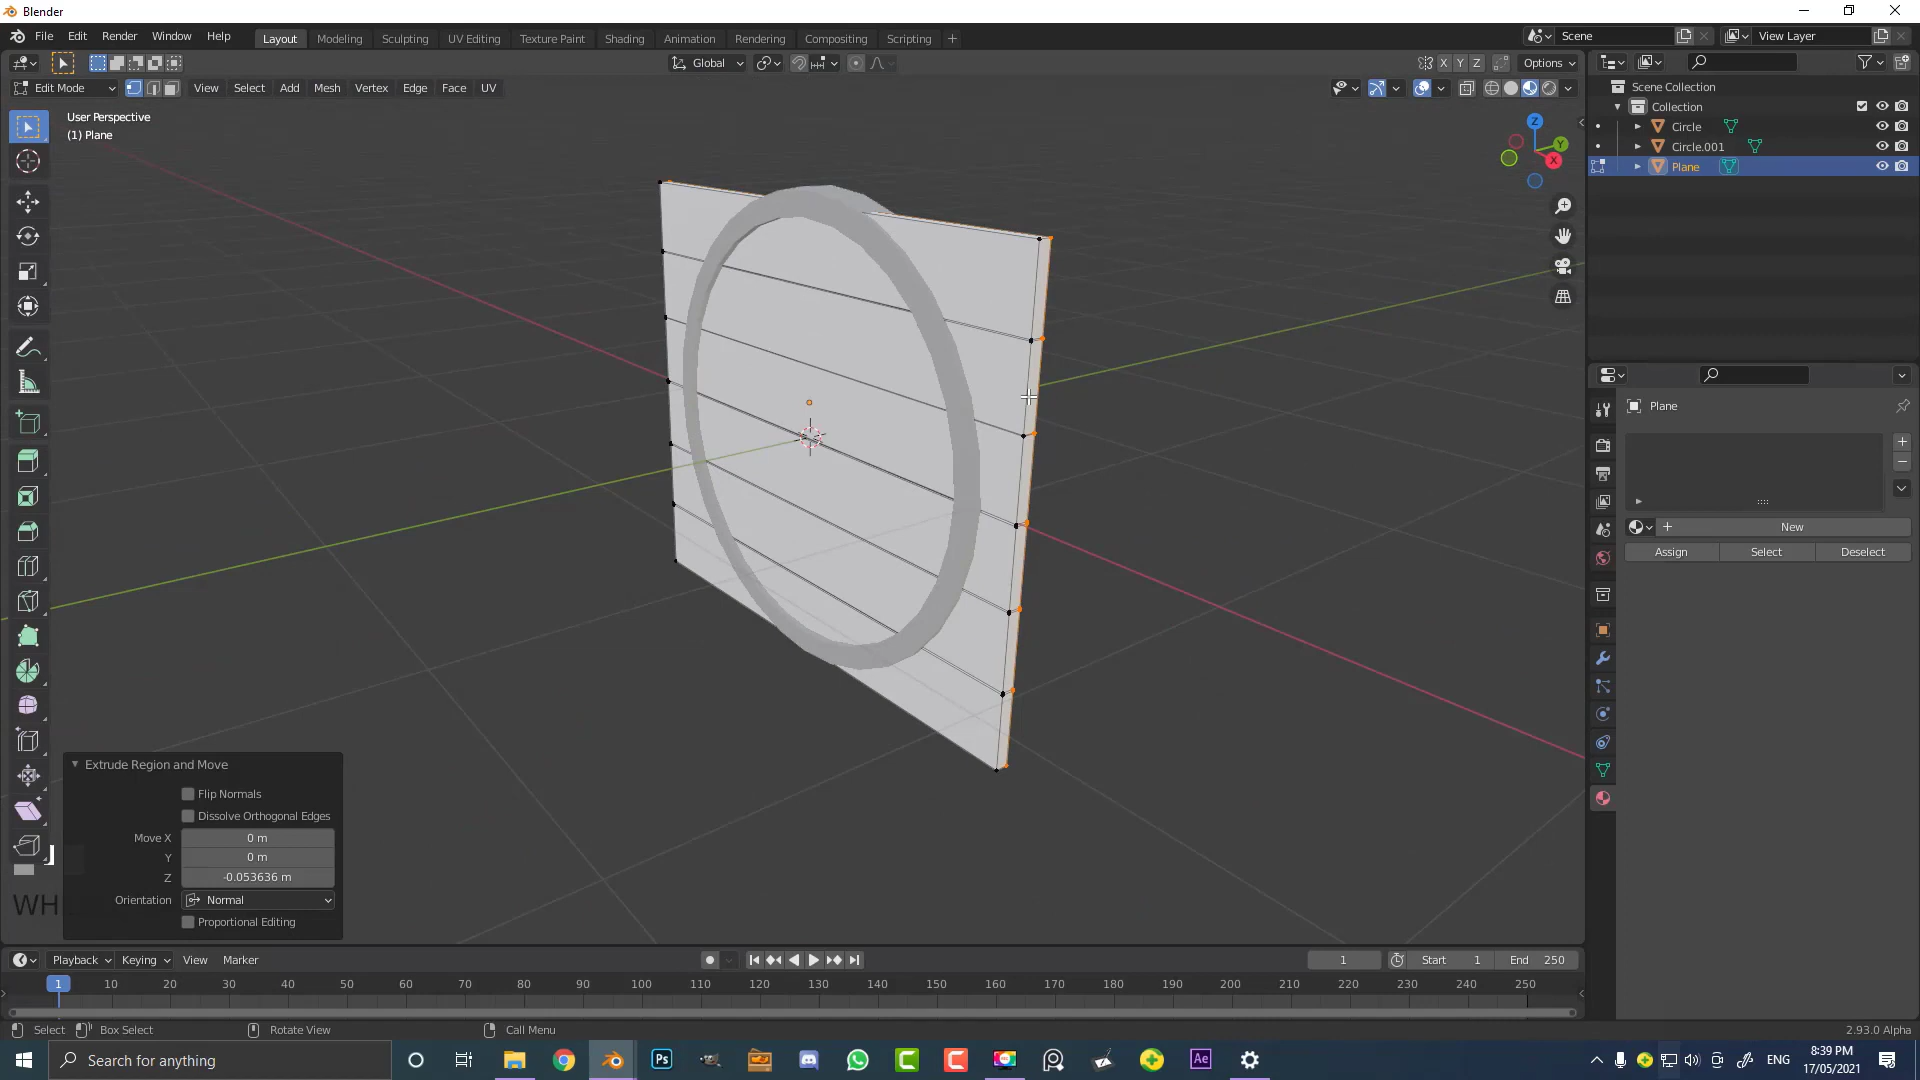 Blender
File Edit Render Window Help
Layout Modeling Sculpting UV Editing Texture Paint Shading Animation Rendering Compositing Scripting +
Scene
View Layer
Global
X Y Z
Options
Edit Mode View Select Add Mesh Vertex Edge Face UV
User Perspective
(1) Plane
Z
Y
X
Scene Collection
Collection
Circle
Circle.001
Plane
Plane
New
Assign Select Deselect
Extrude Region and Move
Flip Normals
Dissolve Orthogonal Edges
Move X 0 m
Y 0 m
Z -0.053636 m
Orientation Normal
Proportional Editing
WH
Playback Keying View Marker
1
Start 1
End 250
1 10 20 30 40 50 60 70 80 90 100 110 120 130 140 150 160 170 180 190 200 210 220 230 240 250
Select Box Select Rotate View Call Menu
2.93.0 Alpha
Search for anything
Ps
Ae
ENG
8:39 PM
17/05/2021